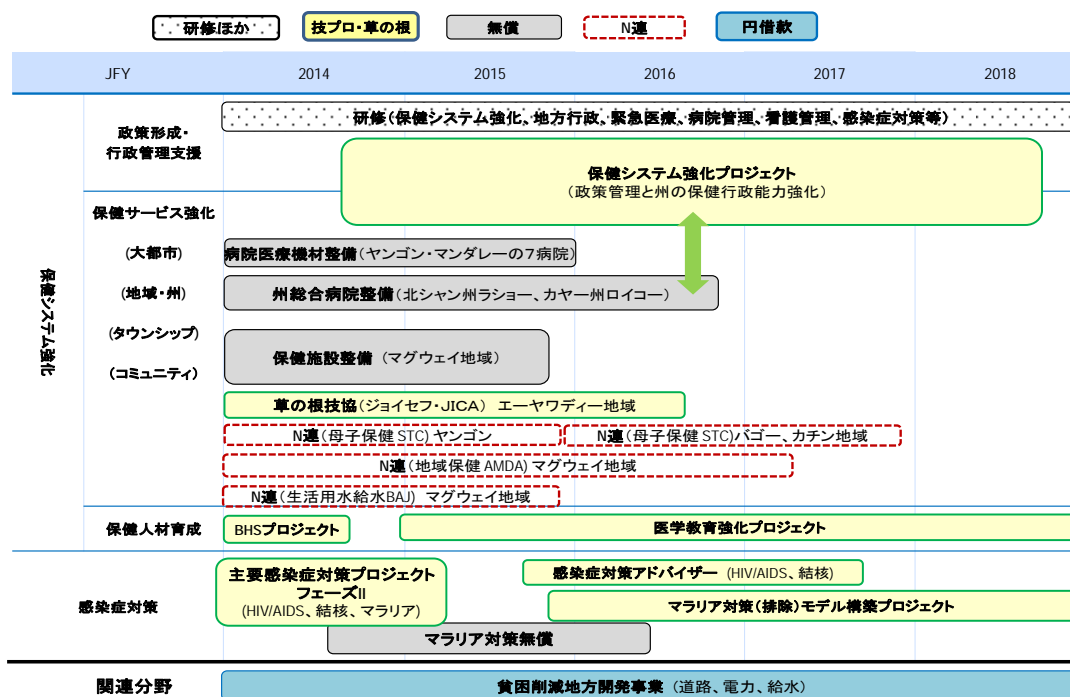 研修ほか
技プロ・草の根
無償
N連
円借款
JFY
2014
2015
2016
2017
2018
政策形成・
行政管理支援
研修(保健システム強化、地方行政、緊急医療、病院管理、看護管理、感染症対策等)
保健システム強化プロジェクト
(政策管理と州の保健行政能力強化)
保健システム強化
保健サービス強化
(大都市)
病院医療機材整備(ヤンゴン・マンダレーの7病院)
(地域・州)
州総合病院整備(北シャン州ラショー、カヤー州ロイコー)
(タウンシップ)
保健施設整備 (マグウェイ地域)
(コミュニティ)
草の根技協(ジョイセフ・JICA) エーヤワディー地域
N連(母子保健 STC) ヤンゴン
N連(母子保健 STC)バゴー、カチン地域
N連(地域保健 AMDA) マグウェイ地域
N連(生活用水給水BAJ) マグウェイ地域
保健人材育成
BHSプロジェクト
医学教育強化プロジェクト
感染症対策
主要感染症対策プロジェクト
フェーズII
(HIV/AIDS、結核、マラリア)
感染症対策アドバイザー (HIV/AIDS、結核)
マラリア対策(排除)モデル構築プロジェクト
マラリア対策無償
関連分野
貧困削減地方開発事業 (道路、電力、給水)